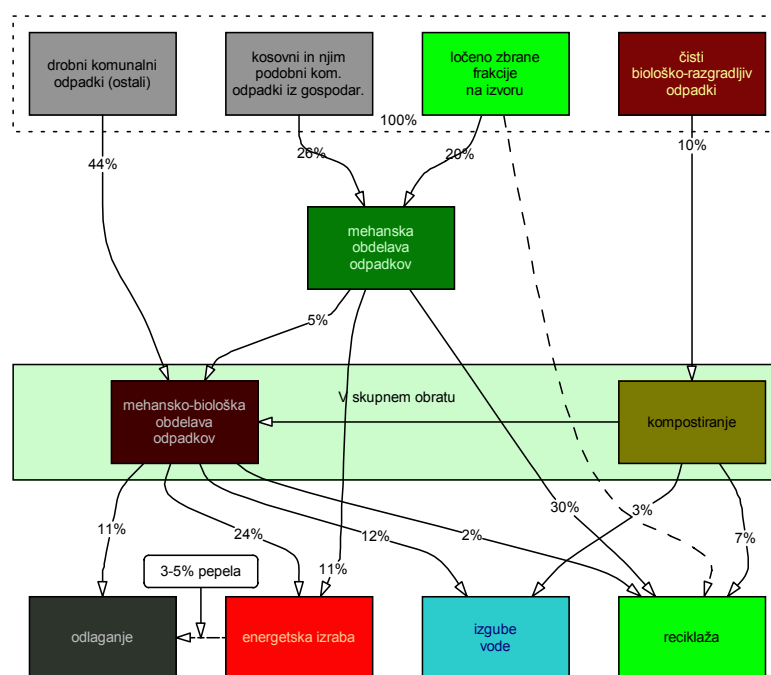 drobni komunalni
odpadki (ostali)
kosovni in njim
podobni kom.
odpadki iz gospodar.
ločeno zbrane
frakcije
na izvoru
čisti
biološko-razgradljiv
odpadki
100%
44%
26%
20%
10%
mehanska
obdelava
odpadkov
5%
V skupnem obratu
mehansko-biološka
obdelava
odpadkov
kompostiranje
11%
24%
12%
2%
30%
3%
7%
3-5% pepela
11%
odlaganje
energetska izraba
izgube
vode
reciklaža